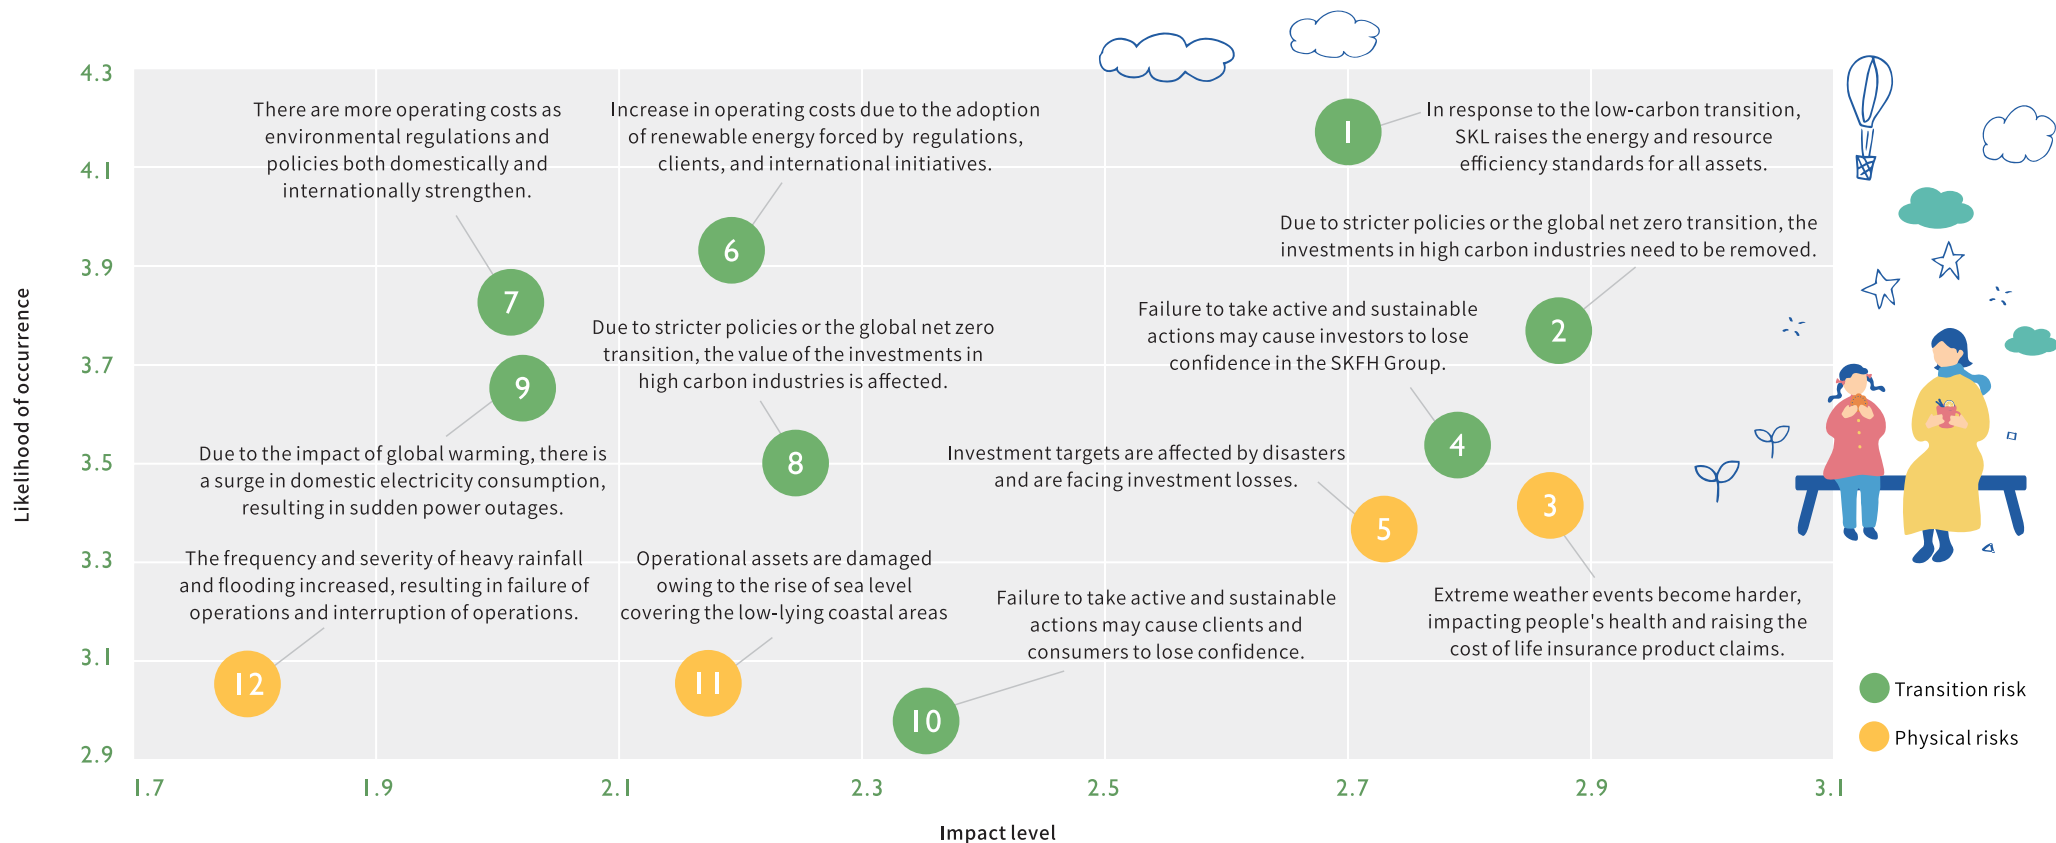 4.3
4.1
3.9
3.7
3.5
3.3
3.1
2.9
Likelihood of occurrence
There are more operating costs as
environmental regulations and
policies both domestically and
internationally strengthen.
7
Increase in operating costs due to the adoption
of renewable energy forced by regulations,
clients, and international initiatives.
6
1
In response to the low-carbon transition,
SKL raises the energy and resource
efficiency standards for all assets.
Due to stricter policies or the global net zero transition, the
investments in high carbon industries need to be removed.
2
Failure to take active and sustainable
actions may cause investors to lose
confidence in the SKFH Group.
4
Due to stricter policies or the global net zero
transition, the value of the investments in
high carbon industries is affected.
8
9
Due to the impact of global warming, there is
a surge in domestic electricity consumption,
resulting in sudden power outages.
Investment targets are affected by disasters
and are facing investment losses.
5
3
Extreme weather events become harder,
impacting people's health and raising the
cost of life insurance product claims.
The frequency and severity of heavy rainfall
and flooding increased, resulting in failure of
operations and interruption of operations.
12
Operational assets are damaged
owing to the rise of sea level
covering the low-lying coastal areas
11
Failure to take active and sustainable
actions may cause clients and
consumers to lose confidence.
10
Transition risk
Physical risks
1.7
1.9
2.1
2.3
2.5
2.7
2.9
3.1
Impact level